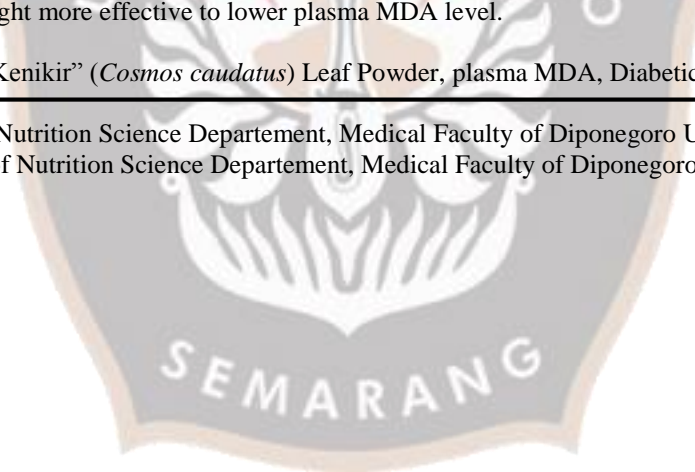 ght more effective to lower plasma MDA level.
Kenikir” (Cosmos caudatus) Leaf Powder, plasma MDA, Diabetic
Nutrition Science Departement, Medical Faculty of Diponegoro U
f Nutrition Science Departement, Medical Faculty of Diponegoro
SEMARANG